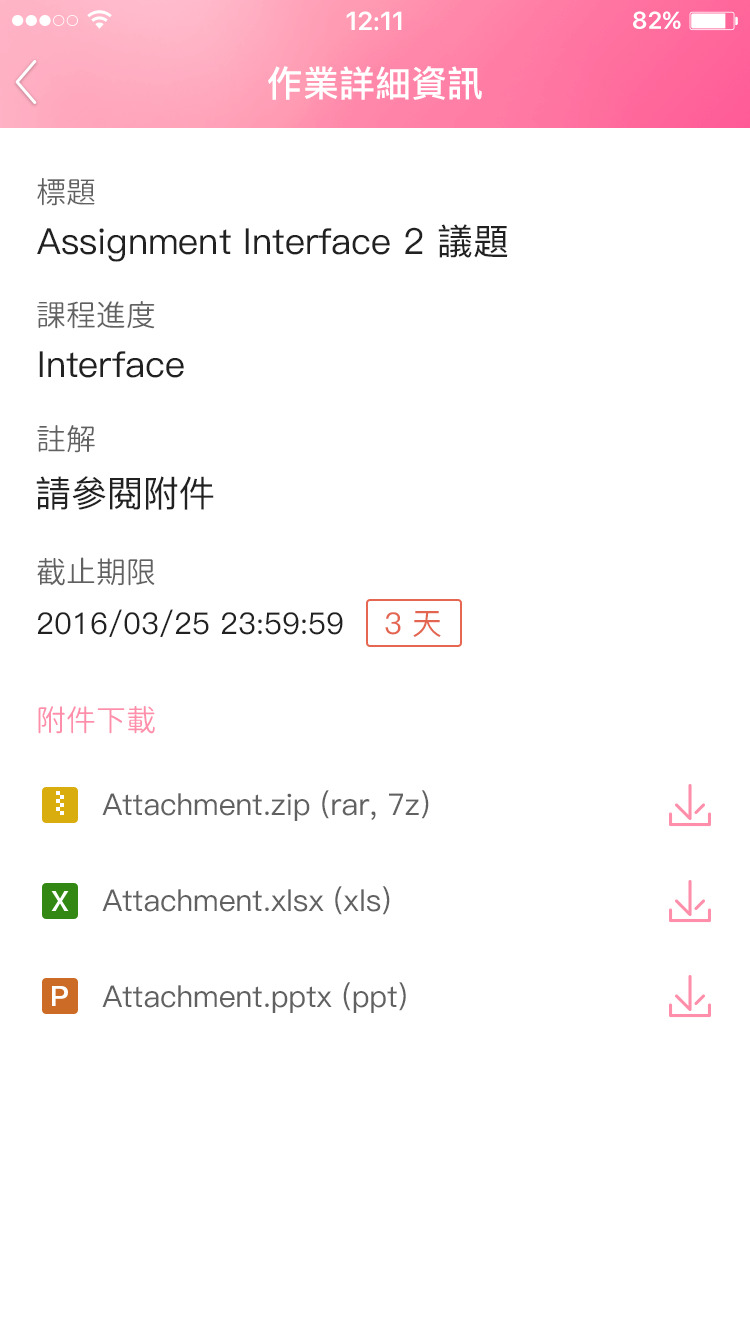 12:11
82%
作業詳細資訊
標題
Assignment Interface 2 議題
課程進度
Interface
註解
請參閱附件
截止期限
2016/03/25 23:59:59 3 天
附件下載
Attachment.zip (rar, 7z)
X Attachment.xlsx (xls)
P Attachment.pptx (ppt)